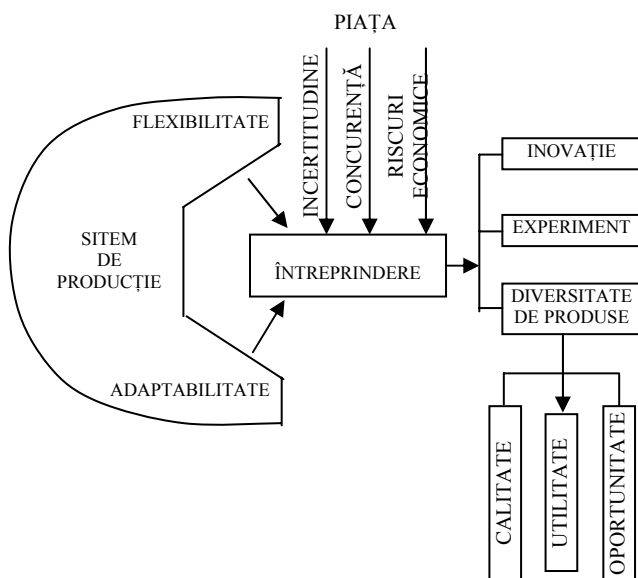 PIAȚA
INCERTITUDINE
CONCURENȚĂ
RISCURI
ECONOMICE
FLEXIBILITATE
SITEM
DE
PRODUCȚIE
ADAPTABILITATE
ÎNTREPRINDERE
INOVAȚIE
EXPERIMENT
DIVERSITATE
DE PRODUSE
CALITATE
UTILITATE
OPORTUNITATE